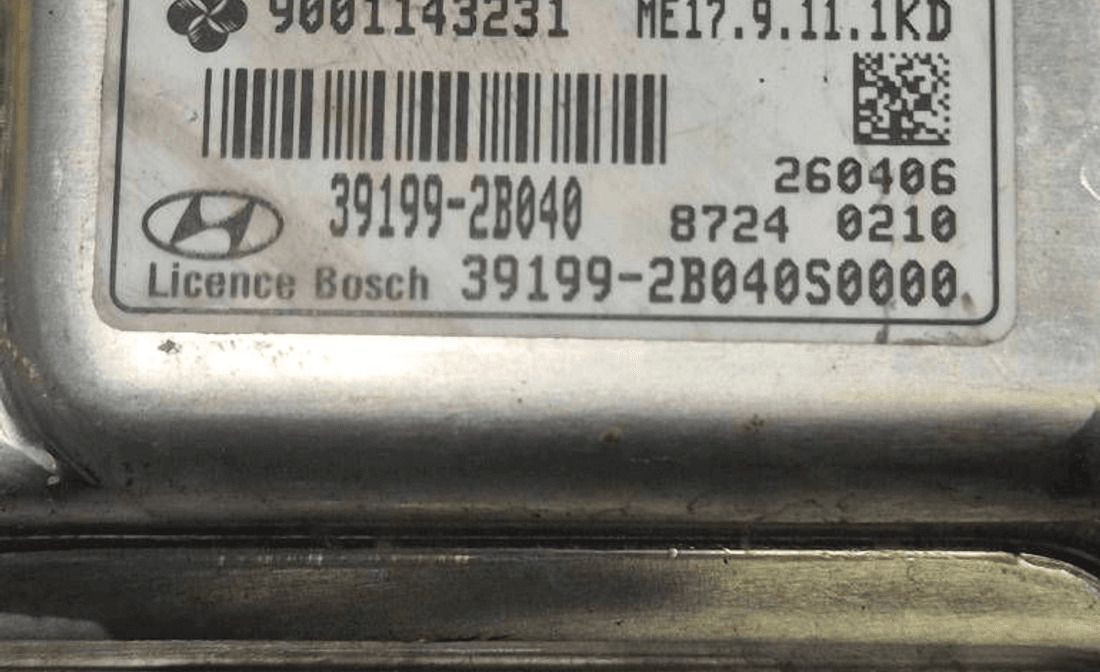 9001143231 ME17.9.11.1KD
260406
39199-2B040 8724 0210
Licence Bosch 39199-2B040S0000